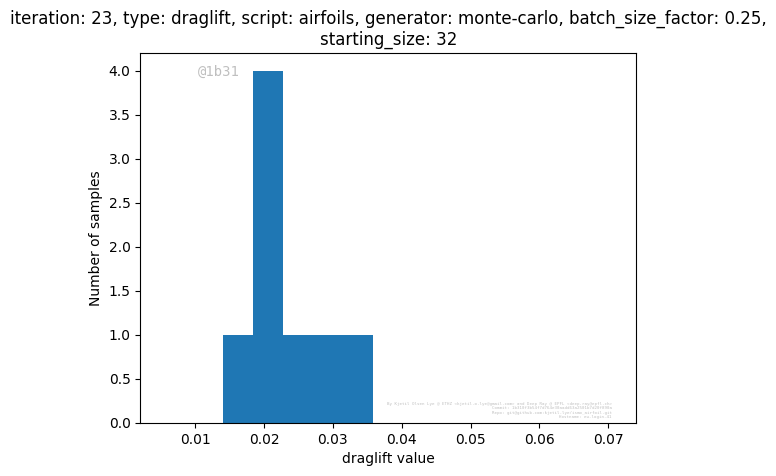 iteration: 23, type: draglift, script: airfoils, generator: monte-carlo, batch_size_factor: 0.25,
starting_size: 32
@1b31
4.0
3.5
3.0
2.5
2.0
1.5
1.0
0.5
0.0
Number of samples
0.01 0.02 0.03 0.04 0.05 0.06 0.07
draglift value